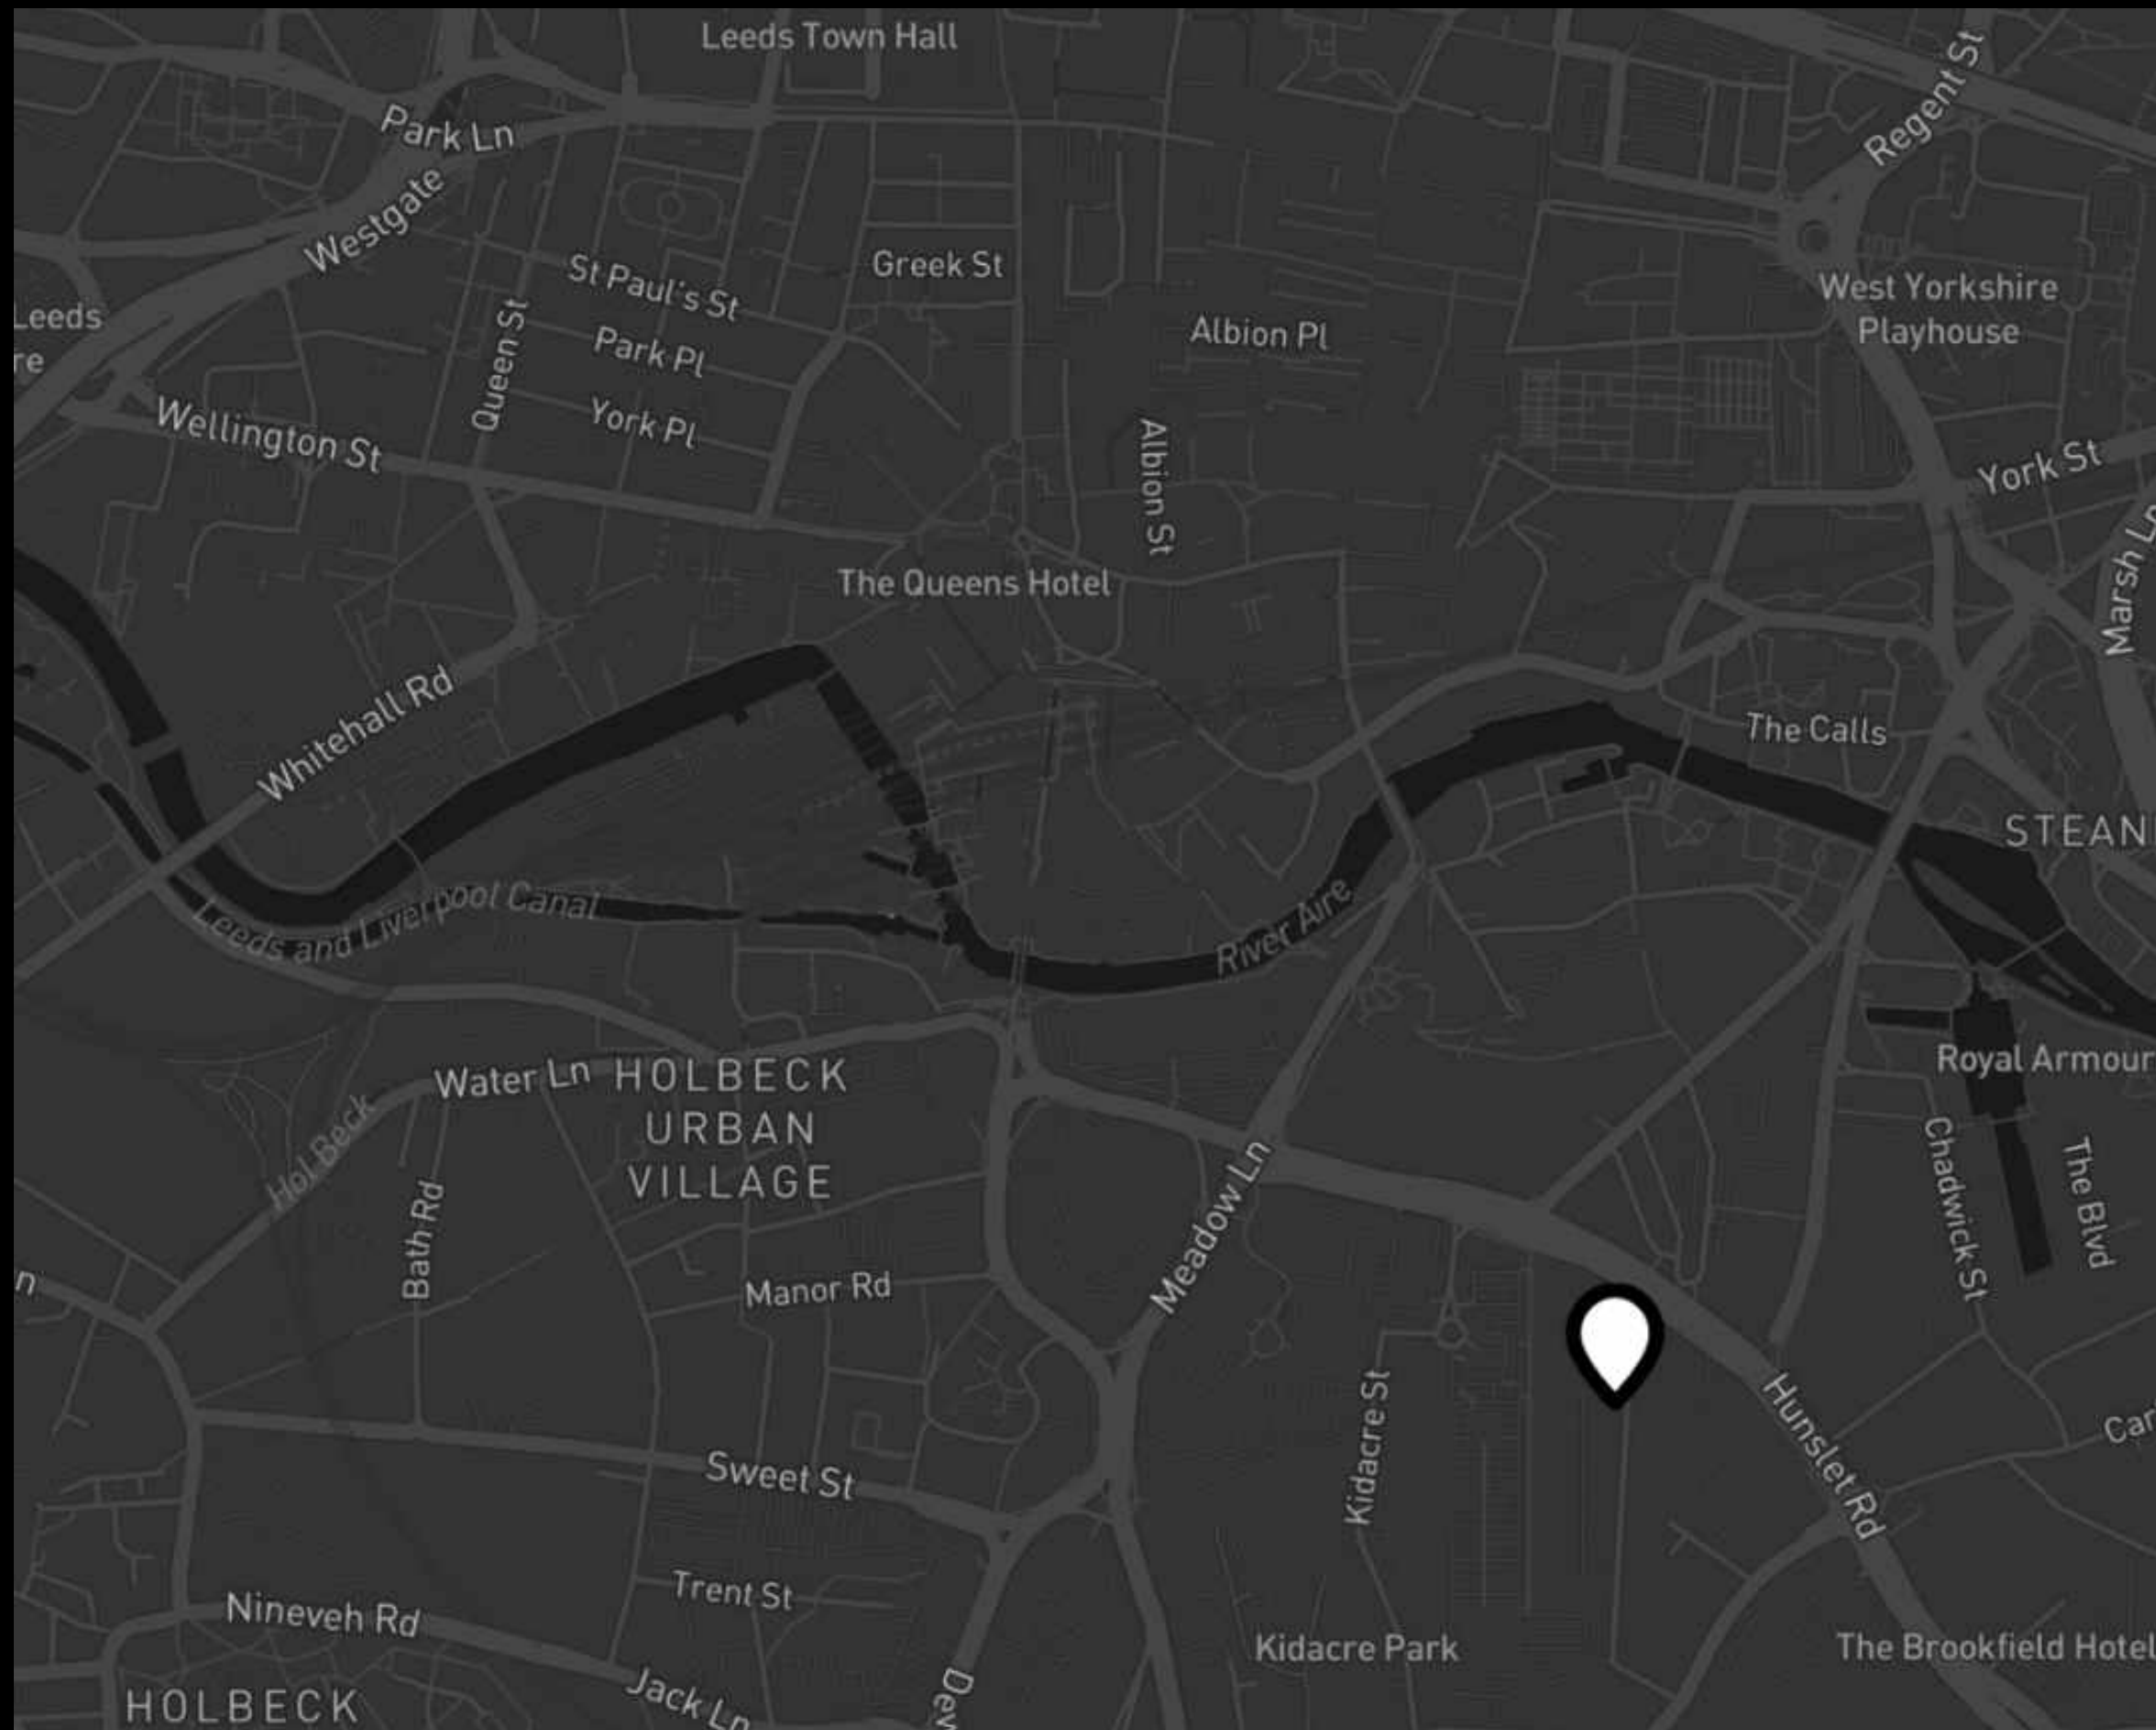 Leeds Town Hall
Regent St
Park Ln
Westgate
St Paul's St
Greek St
West Yorkshire
Playhouse
Leeds
re
Queen St
Park Pl
Albion Pl
York Pl
Wellington St
Albion St
York St
Marsh Ln
The Queens Hotel
Whitehall Rd
The Calls
STEAN
Leeds and Liverpool Canal
River Aire
Royal Armour
Water Ln
HOLBECK
URBAN
VILLAGE
Hol Beck
Bath Rd
Meadow Ln
Chadwick St
The Blvd
n
Manor Rd
Kidacre St
Hunslet Rd
Car
Sweet St
Trent St
Nineveh Rd
Kidacre Park
The Brookfield Hotel
Jack Ln
Dew
HOLBECK